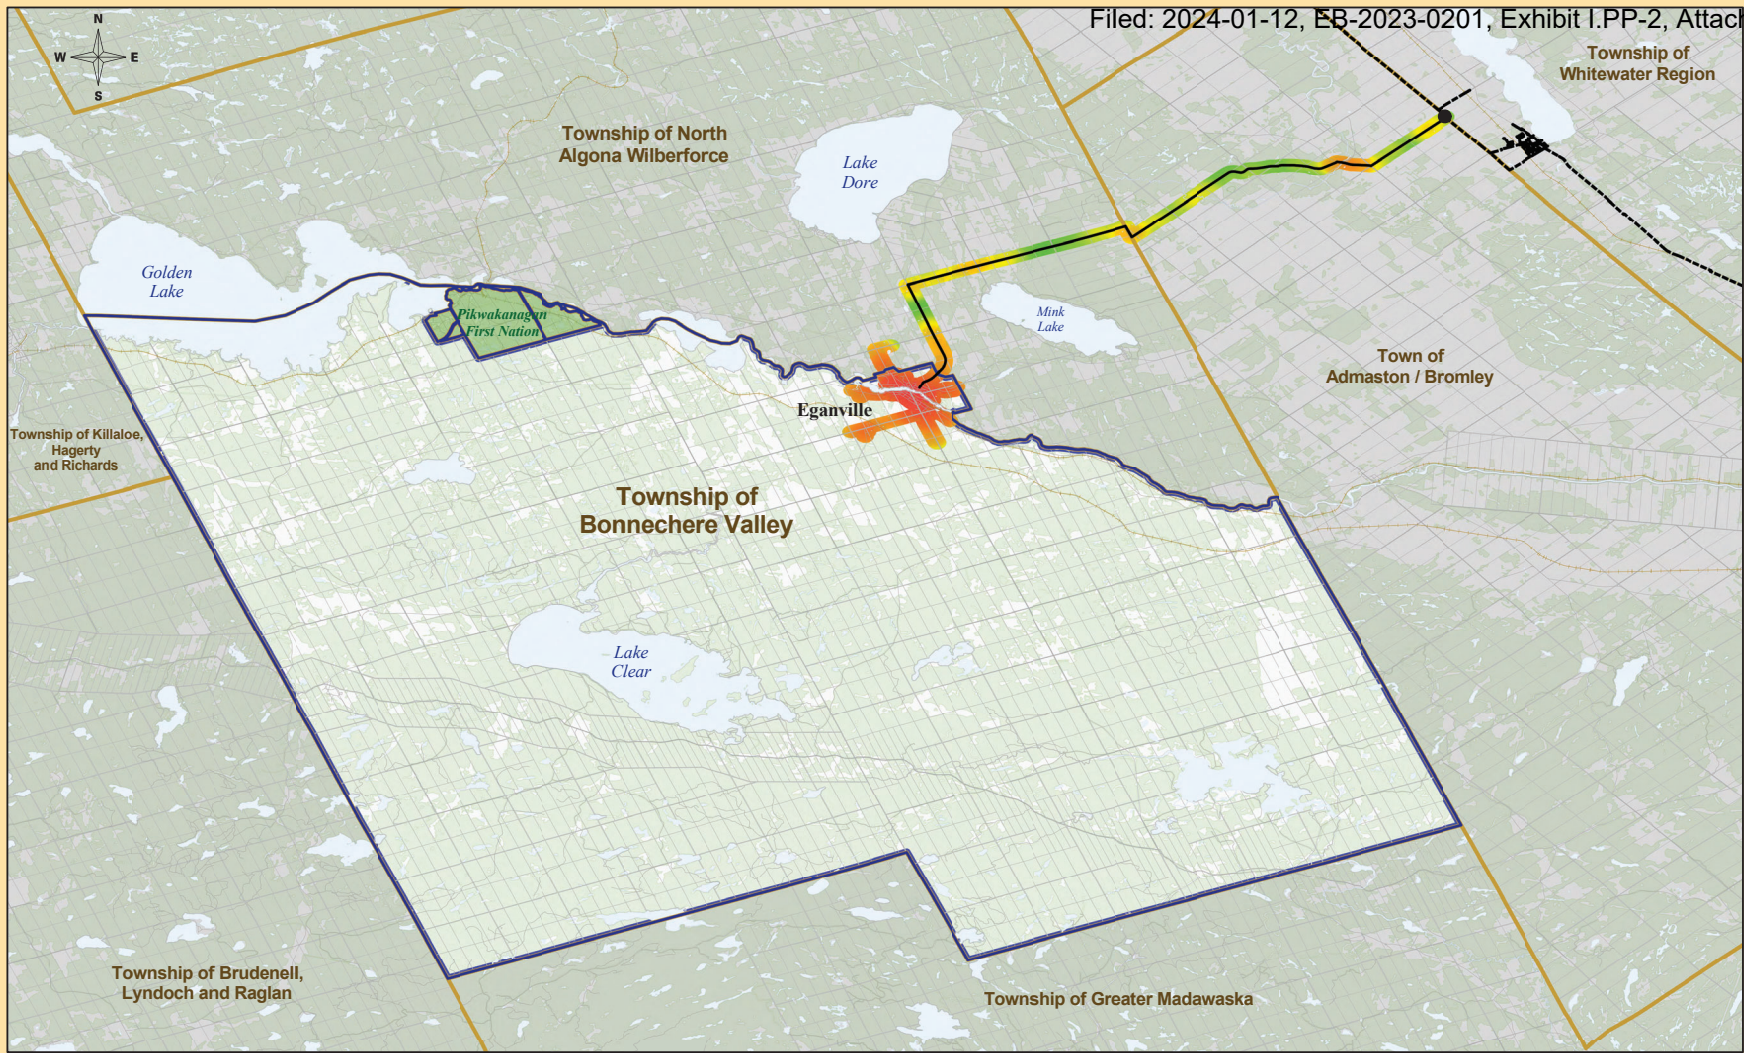 Filed: 2024-01-12, EB-2023-0201, Exhibit I.PP-2, Attach
N
W
E
S
Township of
Whitewater Region
Township of North
Algona Wilberforce
Lake
Dore
Golden
Lake
Pikwakanagan
First Nation
Mink
Lake
Town of
Admaston / Bromley
Eganville
Township of Killaloe,
Hagerty
and Richards
Township of
Bonnechere Valley
Lake
Clear
Township of Brudenell,
Lyndoch and Raglan
Township of Greater Madawaska